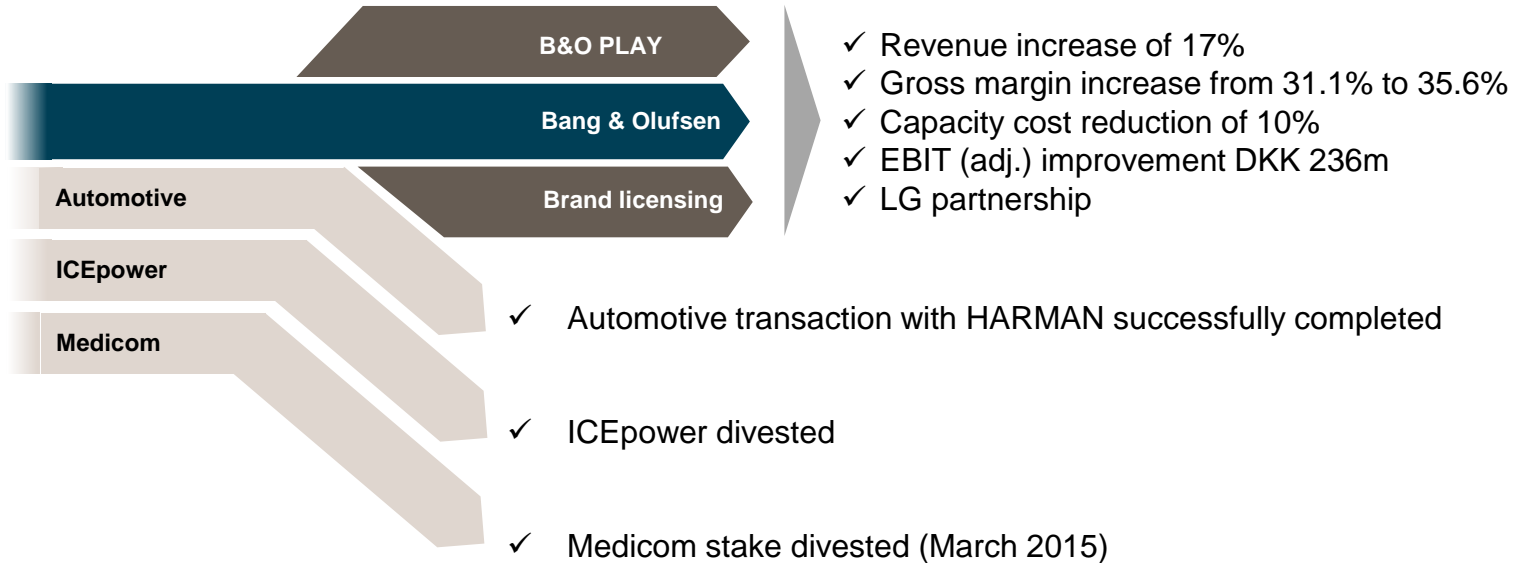 B&O PLAY
Bang & Olufsen
Brand licensing
✓ Revenue increase of 17%
✓ Gross margin increase from 31.1% to 35.6%
✓ Capacity cost reduction of 10%
✓ EBIT (adj.) improvement DKK 236m
✓ LG partnership
Automotive
ICEpower
Medicom
✓ Automotive transaction with HARMAN successfully completed
✓ ICEpower divested
✓ Medicom stake divested (March 2015)